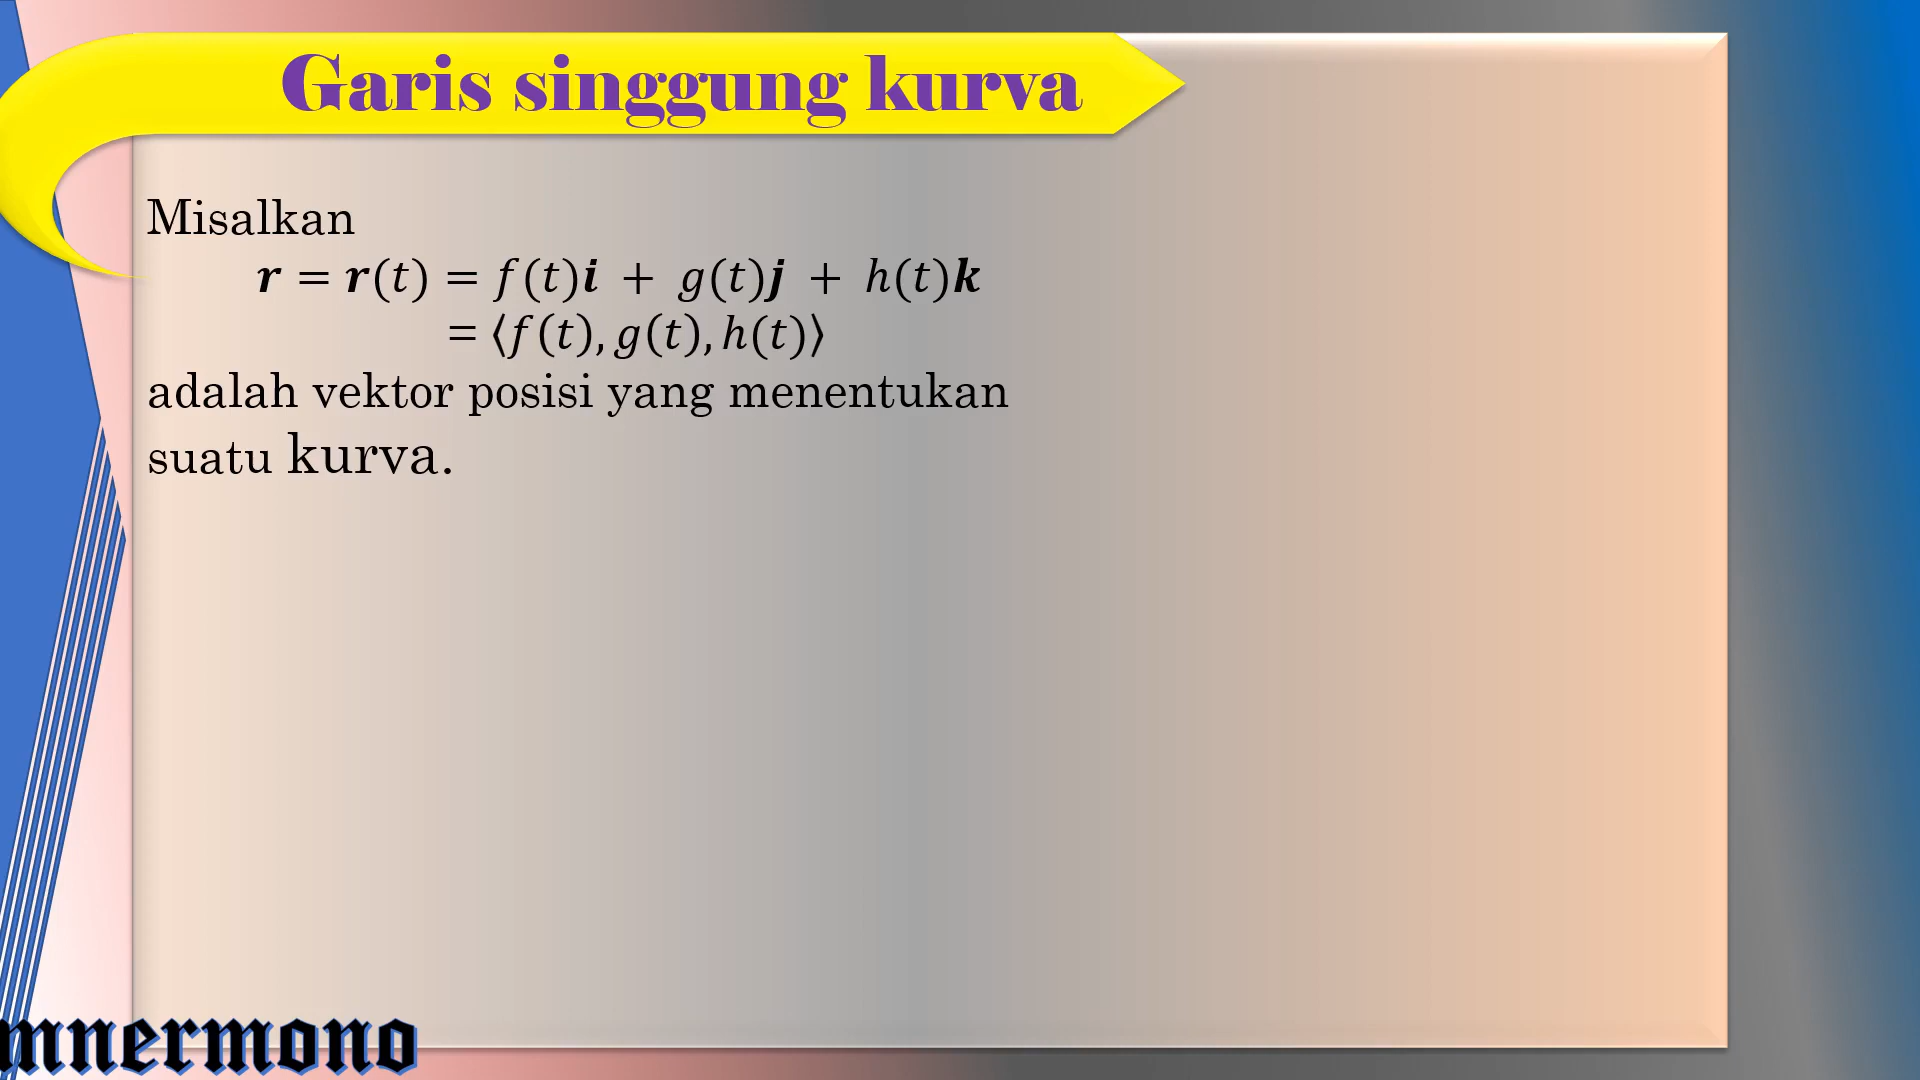 Garis singgung kurva
Misalkan
𝒓 = 𝒓(𝑡) = 𝑓(𝑡)𝒊 + 𝑔(𝑡)𝒋 + ℎ(𝑡)𝒌
= ⟨𝑓(𝑡), 𝑔(𝑡), ℎ(𝑡)⟩
adalah vektor posisi yang menentukan
suatu kurva.
mnermono